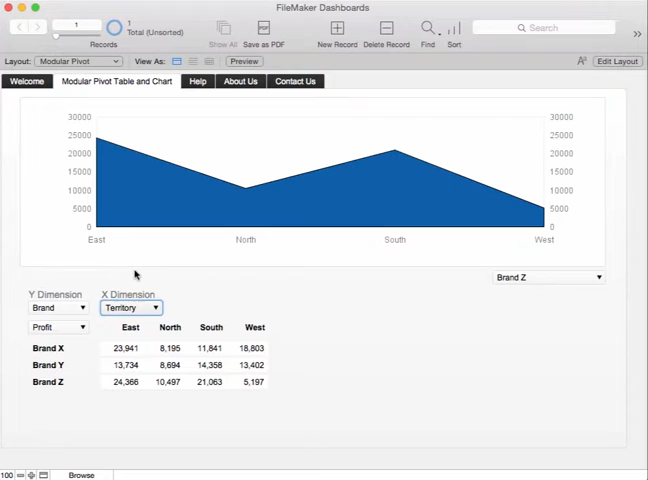 FileMaker Dashboards
1
1
Total (Unsorted)
Records
Show All
Save as PDF
New Record
Delete Record
Find
Sort
Search
Layout:
Modular Pivot
View As:
Preview
Aª
Edit Layout
Welcome
Modular Pivot Table and Chart
Help
About Us
Contact Us
30000
30000
25000
25000
20000
20000
15000
15000
10000
10000
5000
5000
0
0
East
North
South
West
Brand Z
Y Dimension
X Dimension
Brand
Territory
Profit
East North South West
Brand X 23,941 8,195 11,841 18,803
Brand Y 13,734 8,694 14,358 13,402
Brand Z 24,366 10,497 21,063 5,197
100
Browse